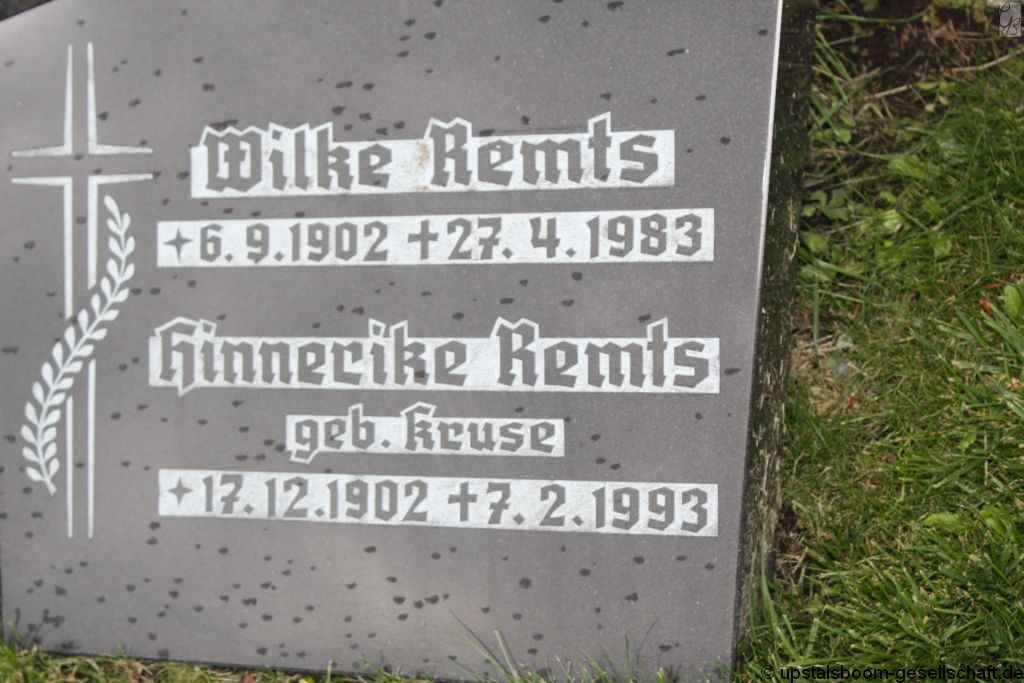 Wilke Remts
✦6.9.1902 ✝27.4.1983
Hinnerike Remts
geb. Kruse
✦17.12.1902 ✝7.2.1993
© upstalsboom-gesellschaft.de